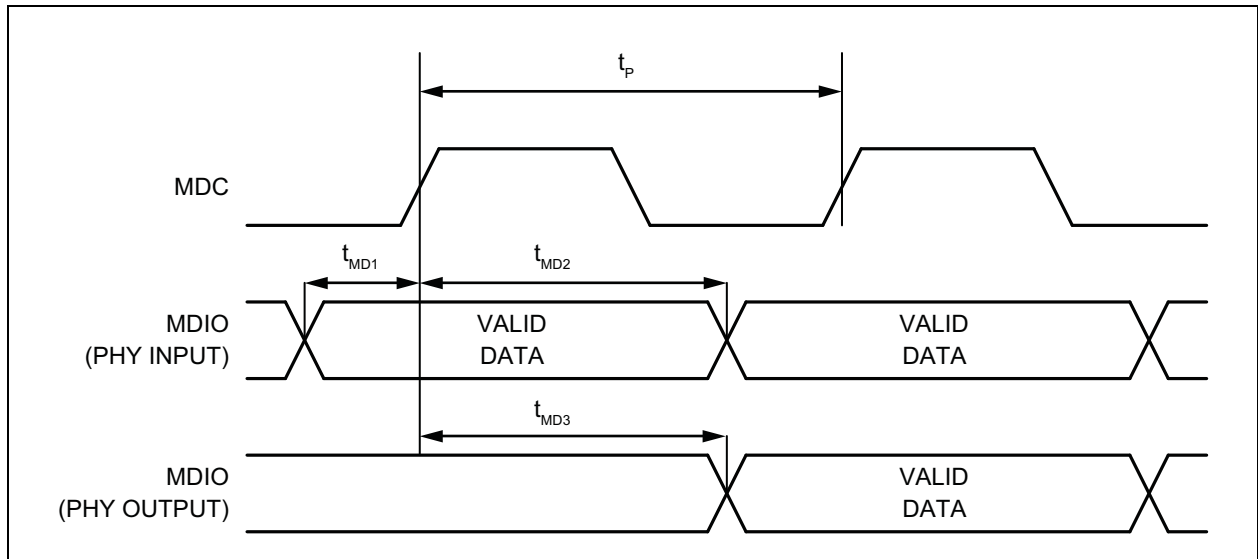 tP
MDC
tMD1
tMD2
MDIO
(PHY INPUT)
VALID
DATA
VALID
DATA
tMD3
MDIO
(PHY OUTPUT)
VALID
DATA